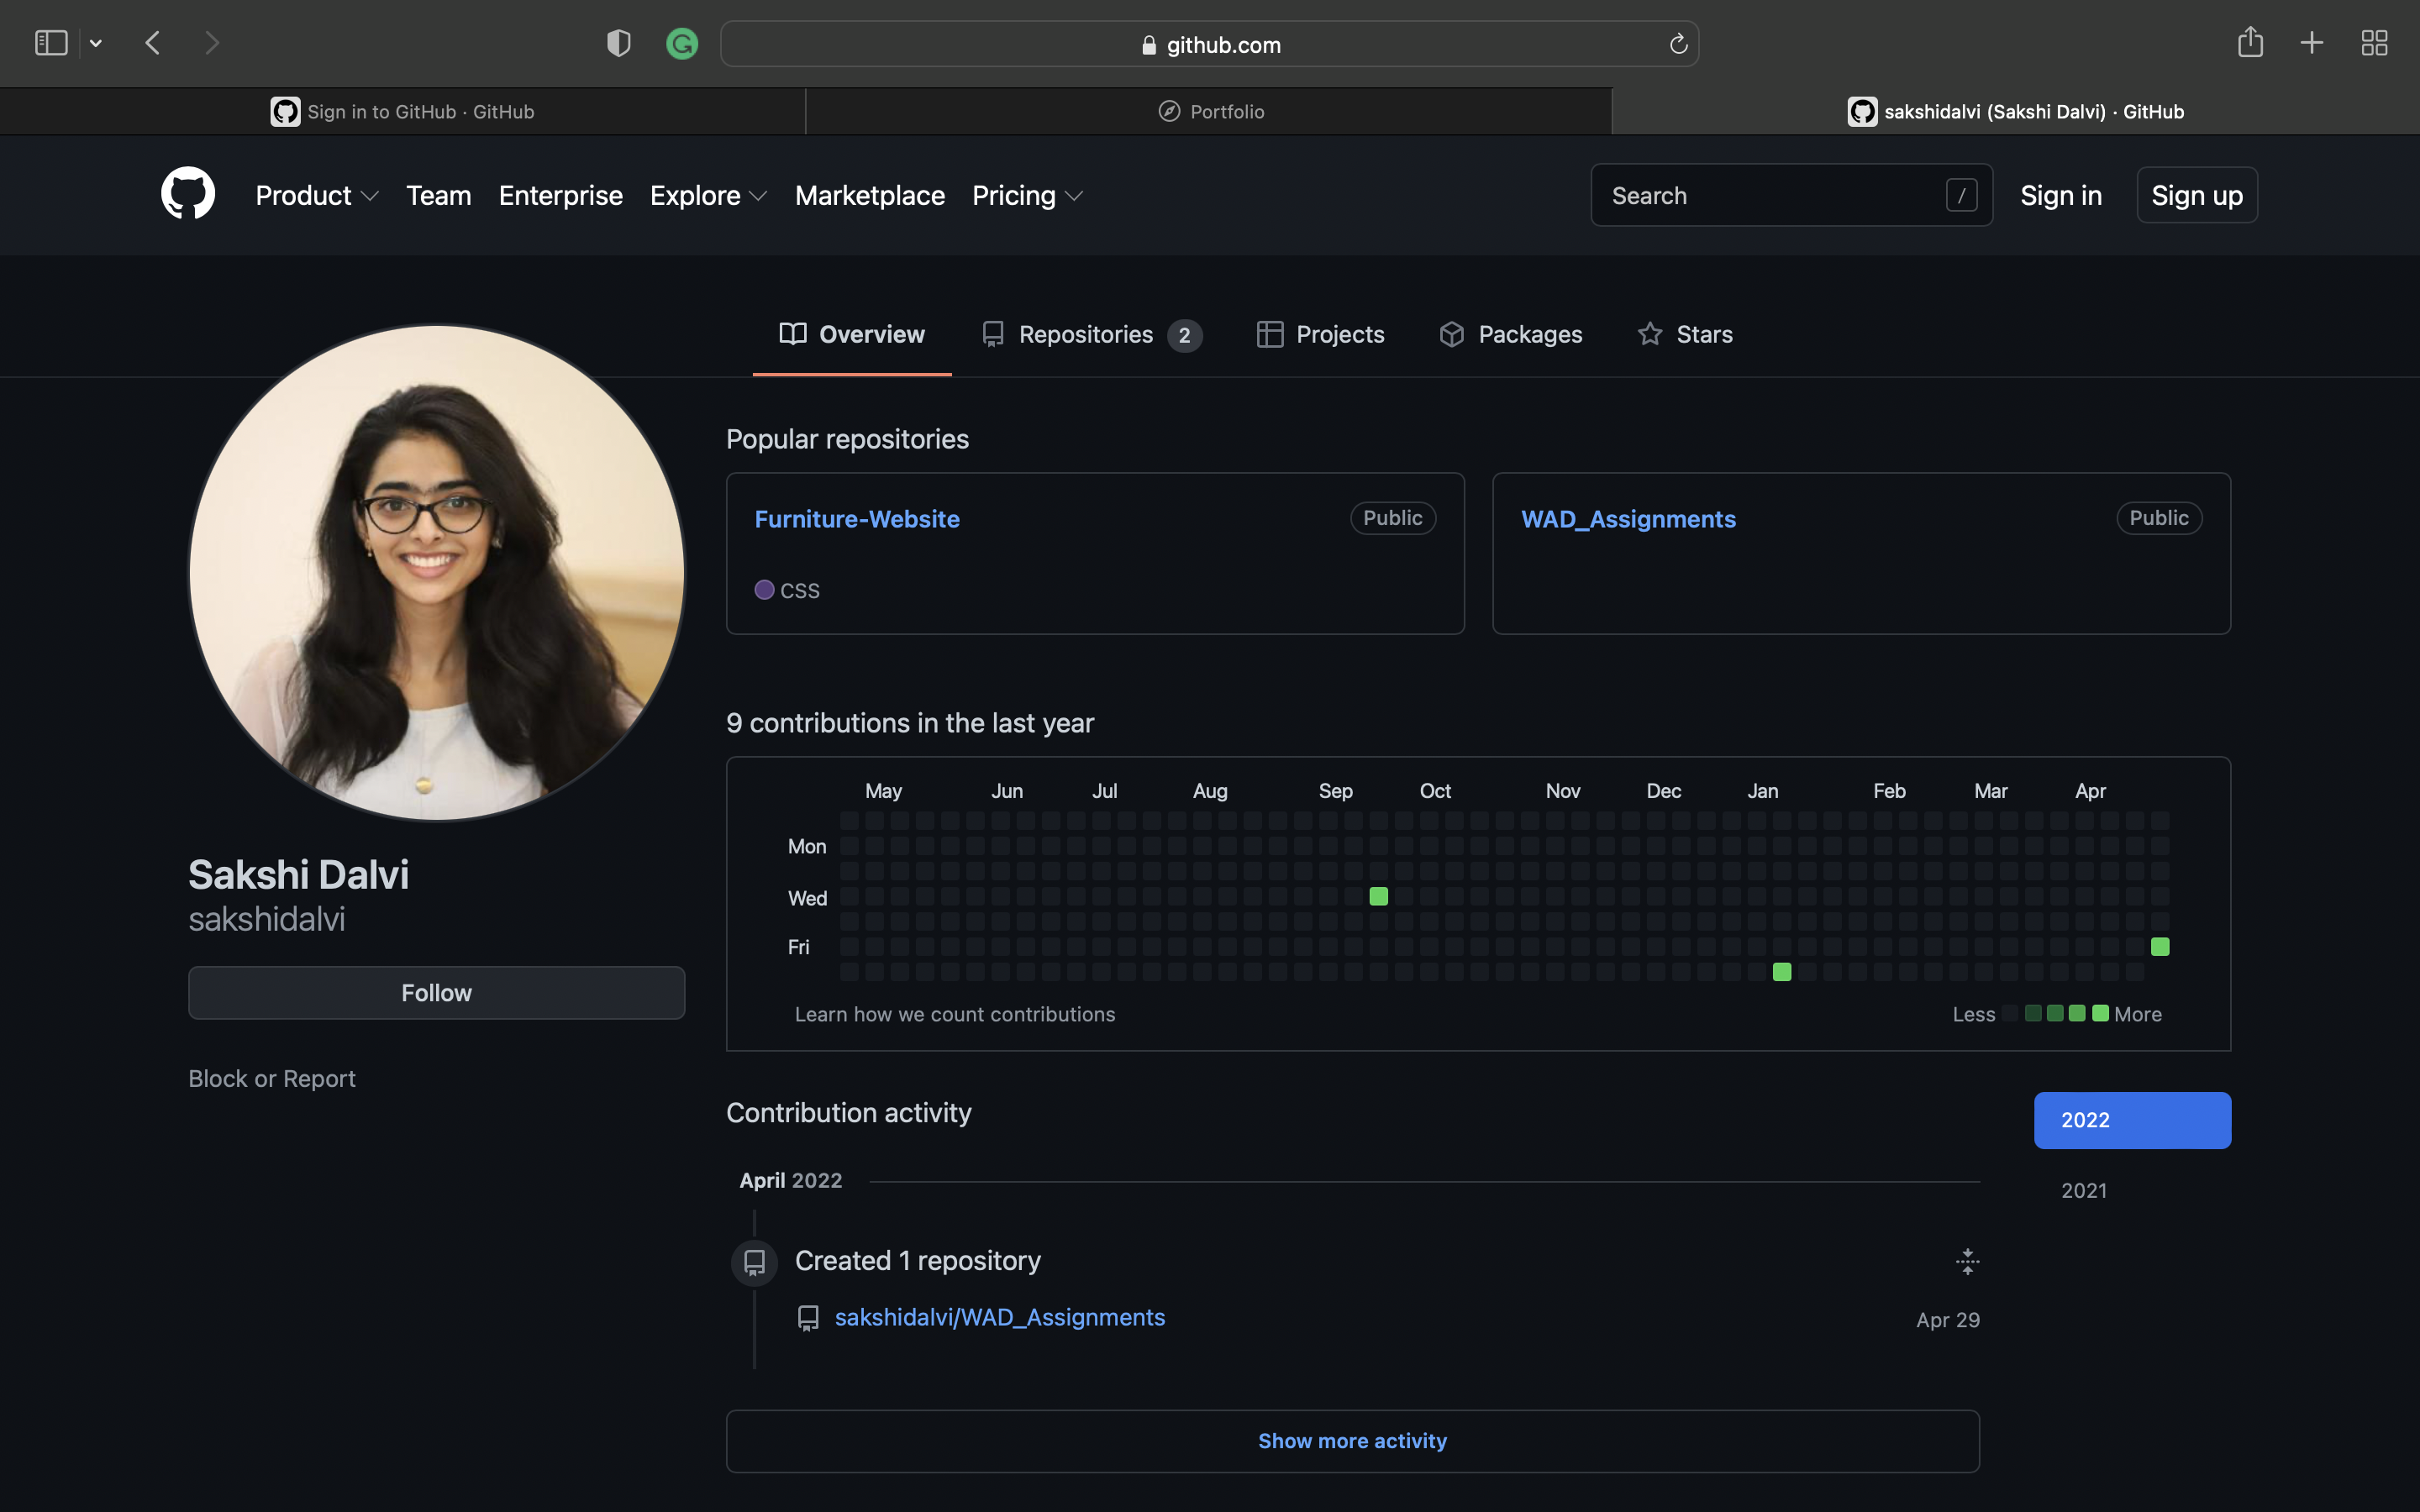 github.com
Sign in to GitHub · GitHub
Portfolio
sakshidalvi (Sakshi Dalvi) · GitHub
Product Team Enterprise Explore Marketplace Pricing
Search /
Sign in
Sign up
Overview
Repositories 2
Projects
Packages
Stars
Popular repositories
Furniture-Website Public
CSS
WAD_Assignments Public
Sakshi Dalvi
sakshidalvi
Follow
Block or Report
9 contributions in the last year
May Jun Jul Aug Sep Oct Nov Dec Jan Feb Mar Apr
Mon
Wed
Fri
Learn how we count contributions
Less More
Contribution activity
2022
2021
April 2022
Created 1 repository
sakshidalvi/WAD_Assignments Apr 29
Show more activity